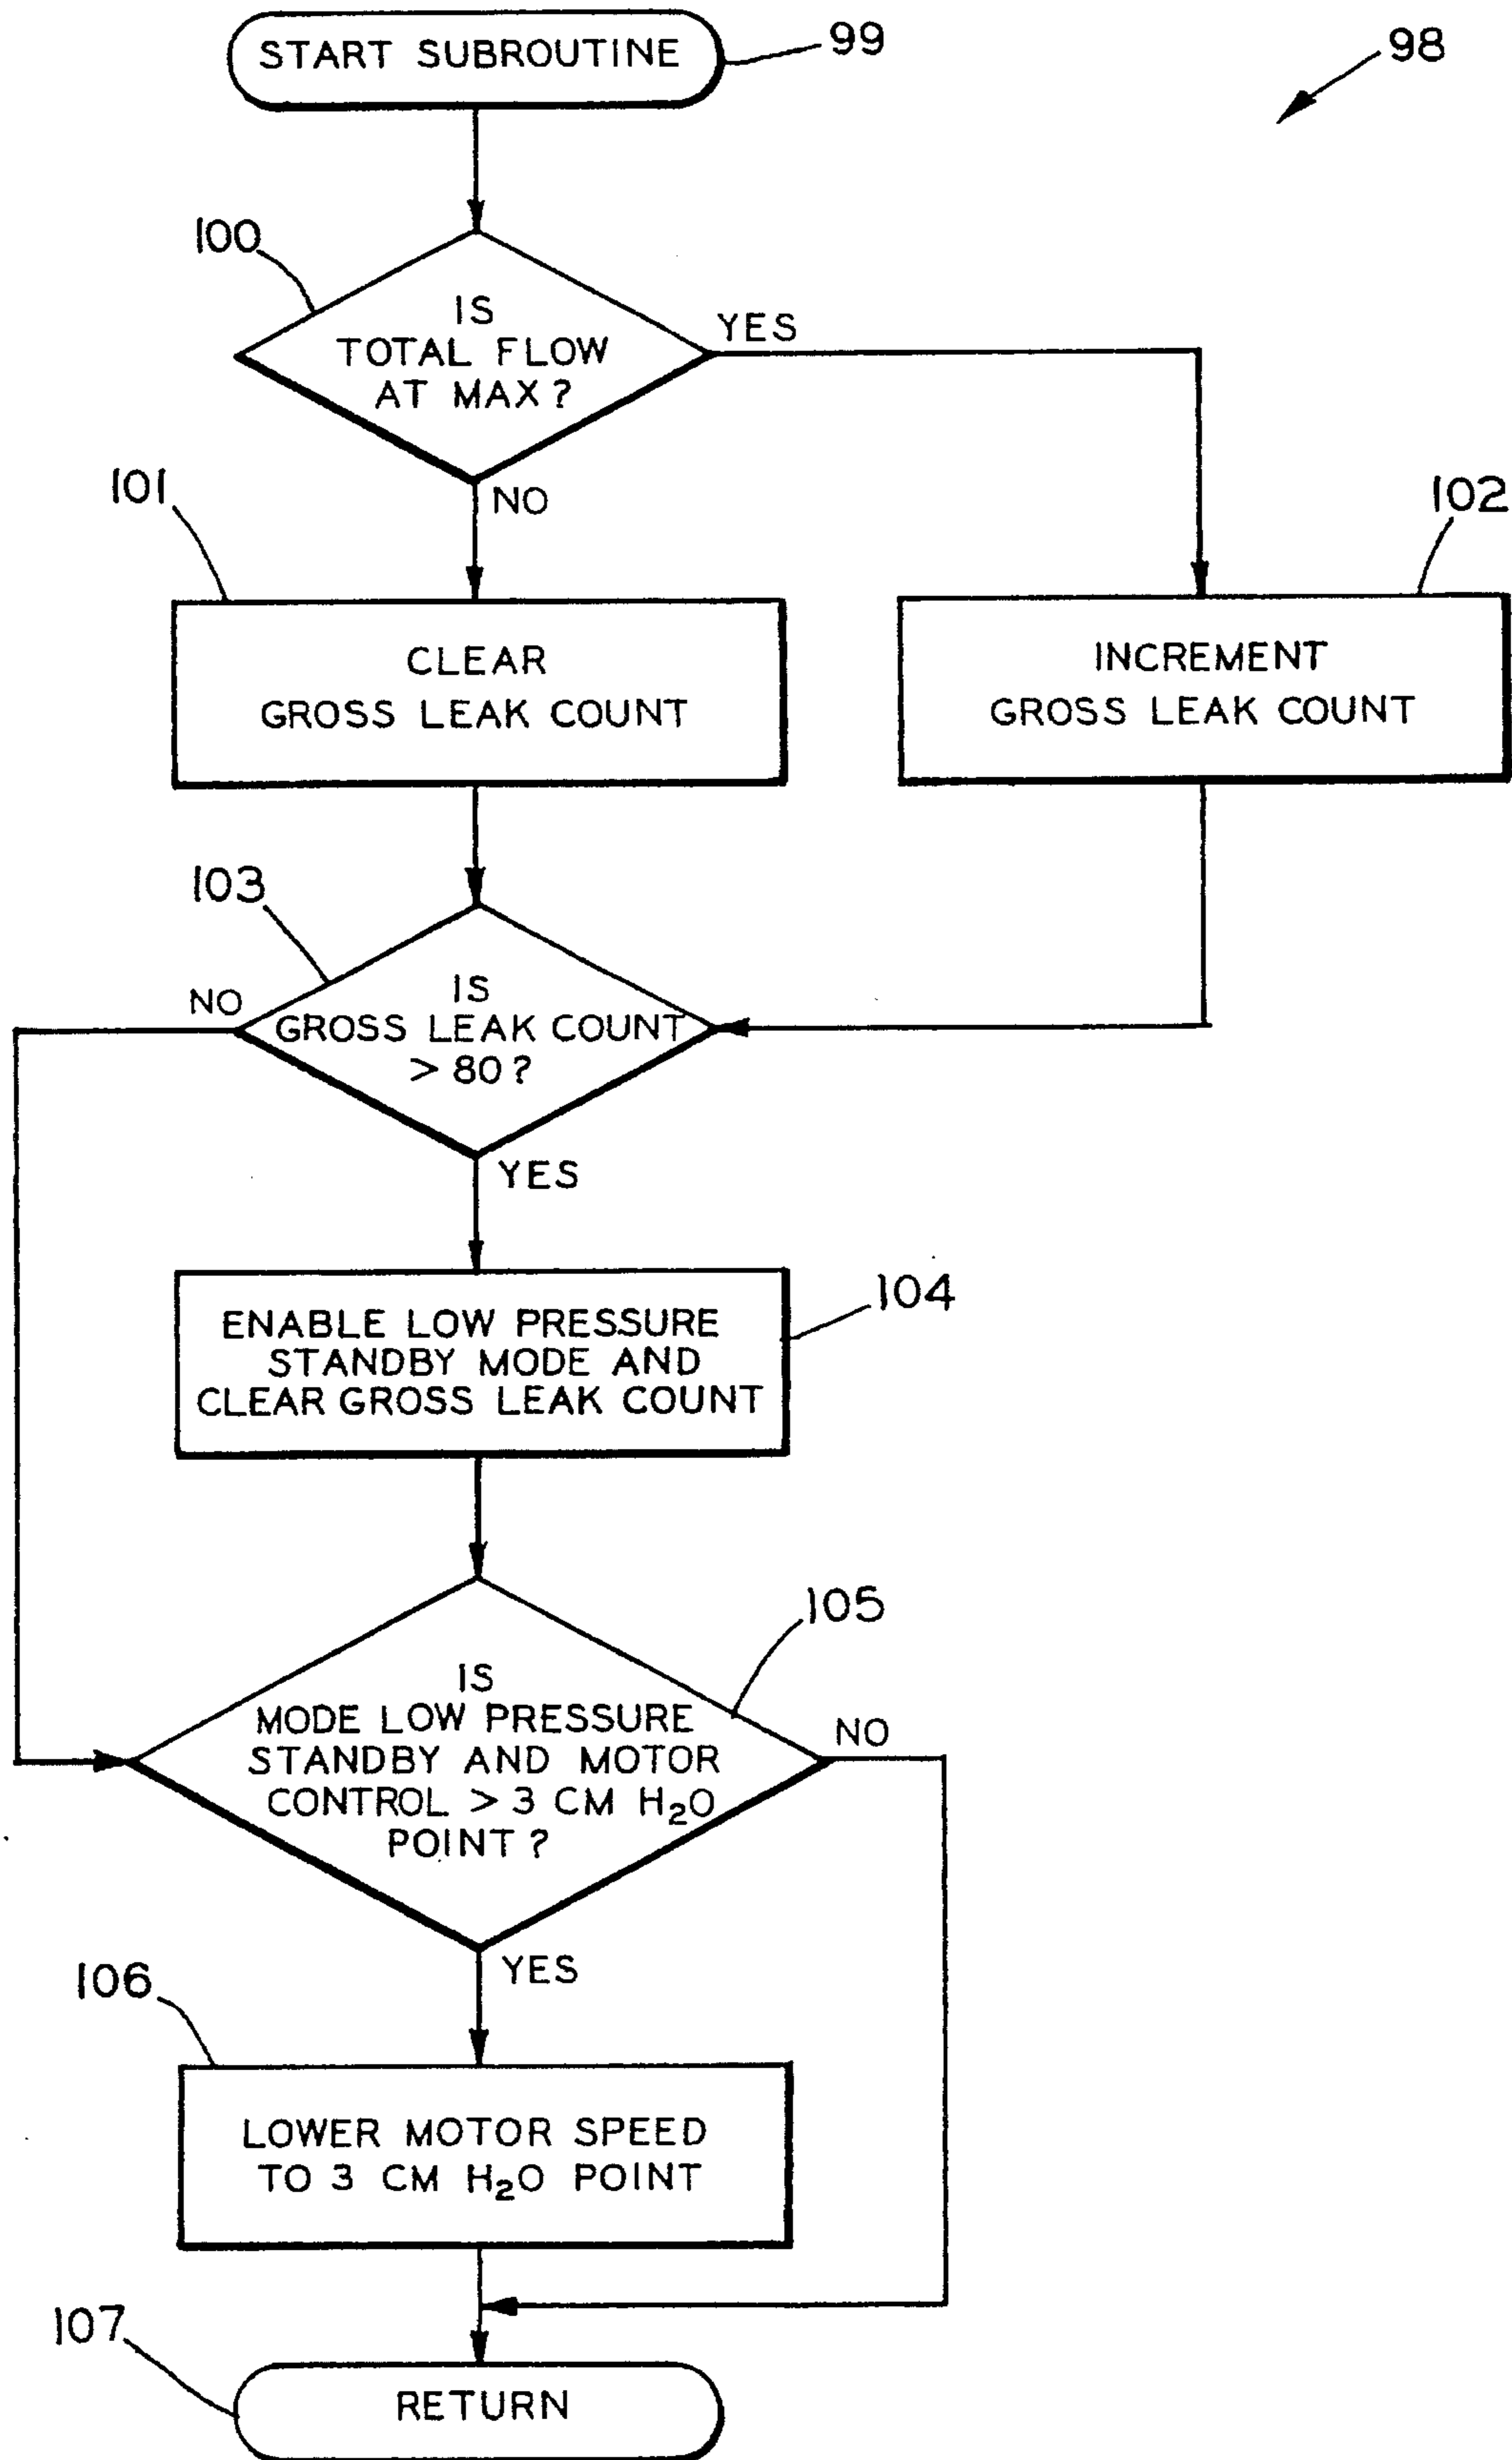 START SUBROUTINE
99
98
100
IS
TOTAL FLOW
AT MAX?
YES
NO
101
102
CLEAR
GROSS LEAK COUNT
INCREMENT
GROSS LEAK COUNT
103
NO
IS
GROSS LEAK COUNT
> 80?
YES
104
ENABLE LOW PRESSURE
STANDBY MODE AND
CLEAR GROSS LEAK COUNT
105
IS
MODE LOW PRESSURE
STANDBY AND MOTOR
CONTROL > 3 CM H₂O
POINT?
NO
YES
106
LOWER MOTOR SPEED
TO 3 CM H₂O POINT
107
RETURN